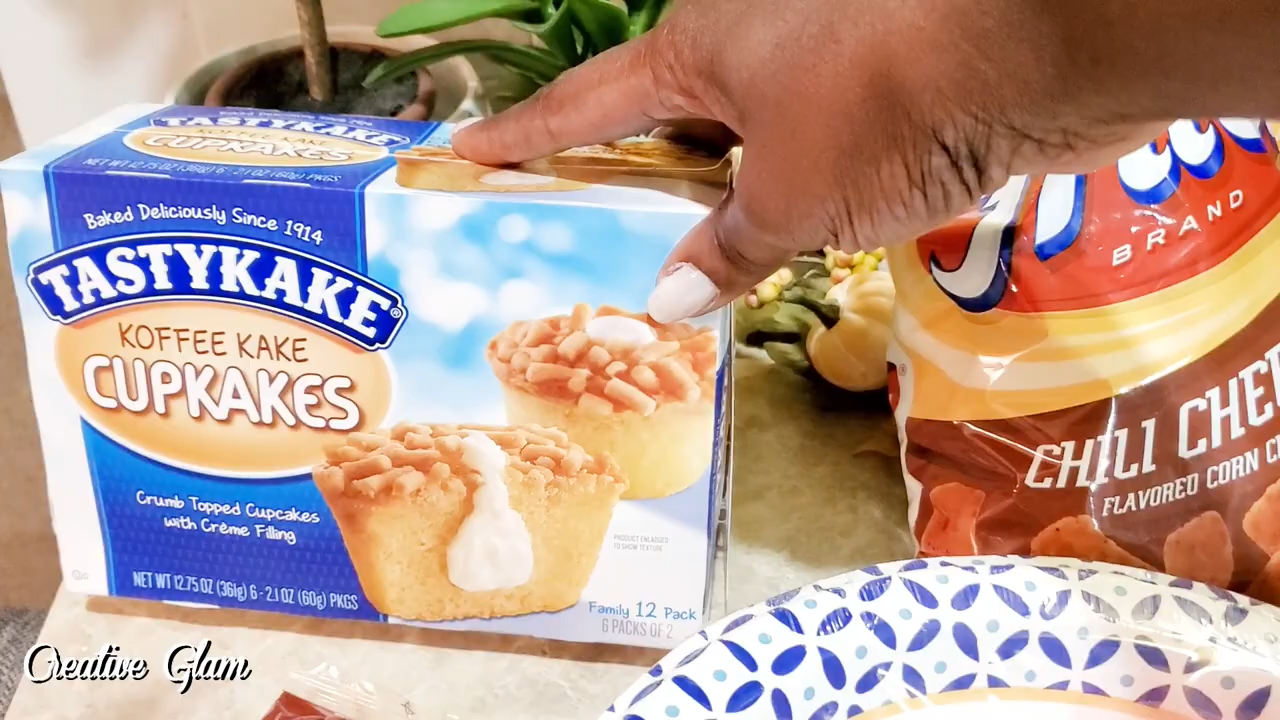 TASTYKAKE
KOFFEE KAKE
CUPKAKES
NET WT 12.75 OZ (361g) 6 - 2.1 OZ (60g) PKGS
Baked Deliciously Since 1914
TASTYKAKE®
KOFFEE KAKE
CUPKAKES
Crumb Topped Cupcakes
with Crème Filling
NET WT 12.75 OZ (361g) 6 - 2.1 OZ (60g) PKGS
PRODUCT ENLARGED
TO SHOW TEXTURE
Family 12 Pack
6 PACKS OF 2
BRAND
CHILI
FLAVORED CORN
Creative Glam